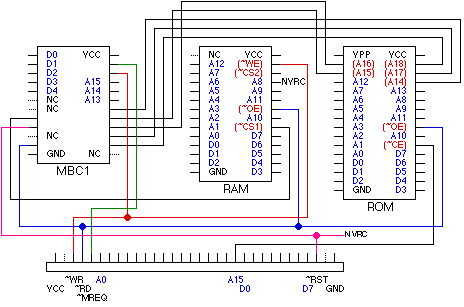 D0 VCC
D1
D2
D3 A15
D4 A14
NC A13
NC
NC
GND NC
MBC1
NC VCC
A12 (~WE)
A7 (~CS2)
A6 A8
A5 A9
A4 A11
A3 (~OE)
A2 A10
A1 (~CS1)
A0 D7
D0 D6
D1 D5
D2 D4
GND D3
RAM
NVRC
VPP VCC
(A16) (A18)
(A15) (A17)
A12 (A14)
A7 A13
A6 A8
A5 A9
A4 A11
A3 (~OE)
A2 A10
A1 (~CE)
A0 D7
D0 D6
D1 D5
D2 D4
GND D3
ROM
NVRC
~WR A0 A15 ~RST
VCC ~RD D0 D7 GND
~MREQ